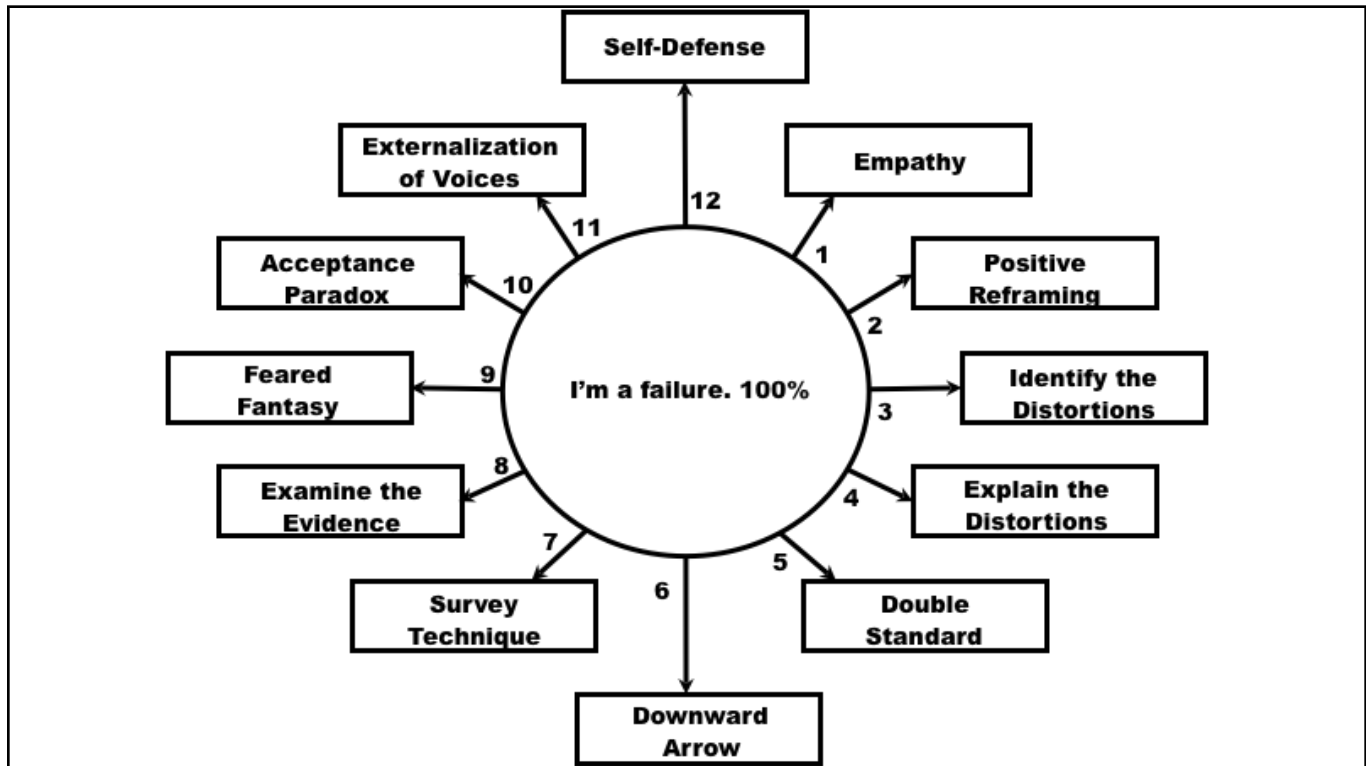 Self-Defense
Externalization
of Voices
Empathy
12
11
1
Acceptance
Paradox
10
Positive
Reframing
2
Feared
Fantasy
9
I’m a failure. 100%
Identify the
Distortions
3
Examine the
Evidence
8
Explain the
Distortions
4
7
5
6
Survey
Technique
Double
Standard
Downward
Arrow